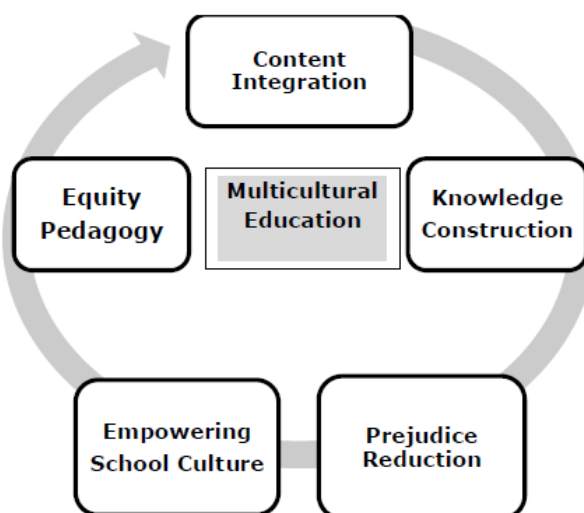 Content
Integration
Equity
Pedagogy
Multicultural
Education
Knowledge
Construction
Empowering
School Culture
Prejudice
Reduction